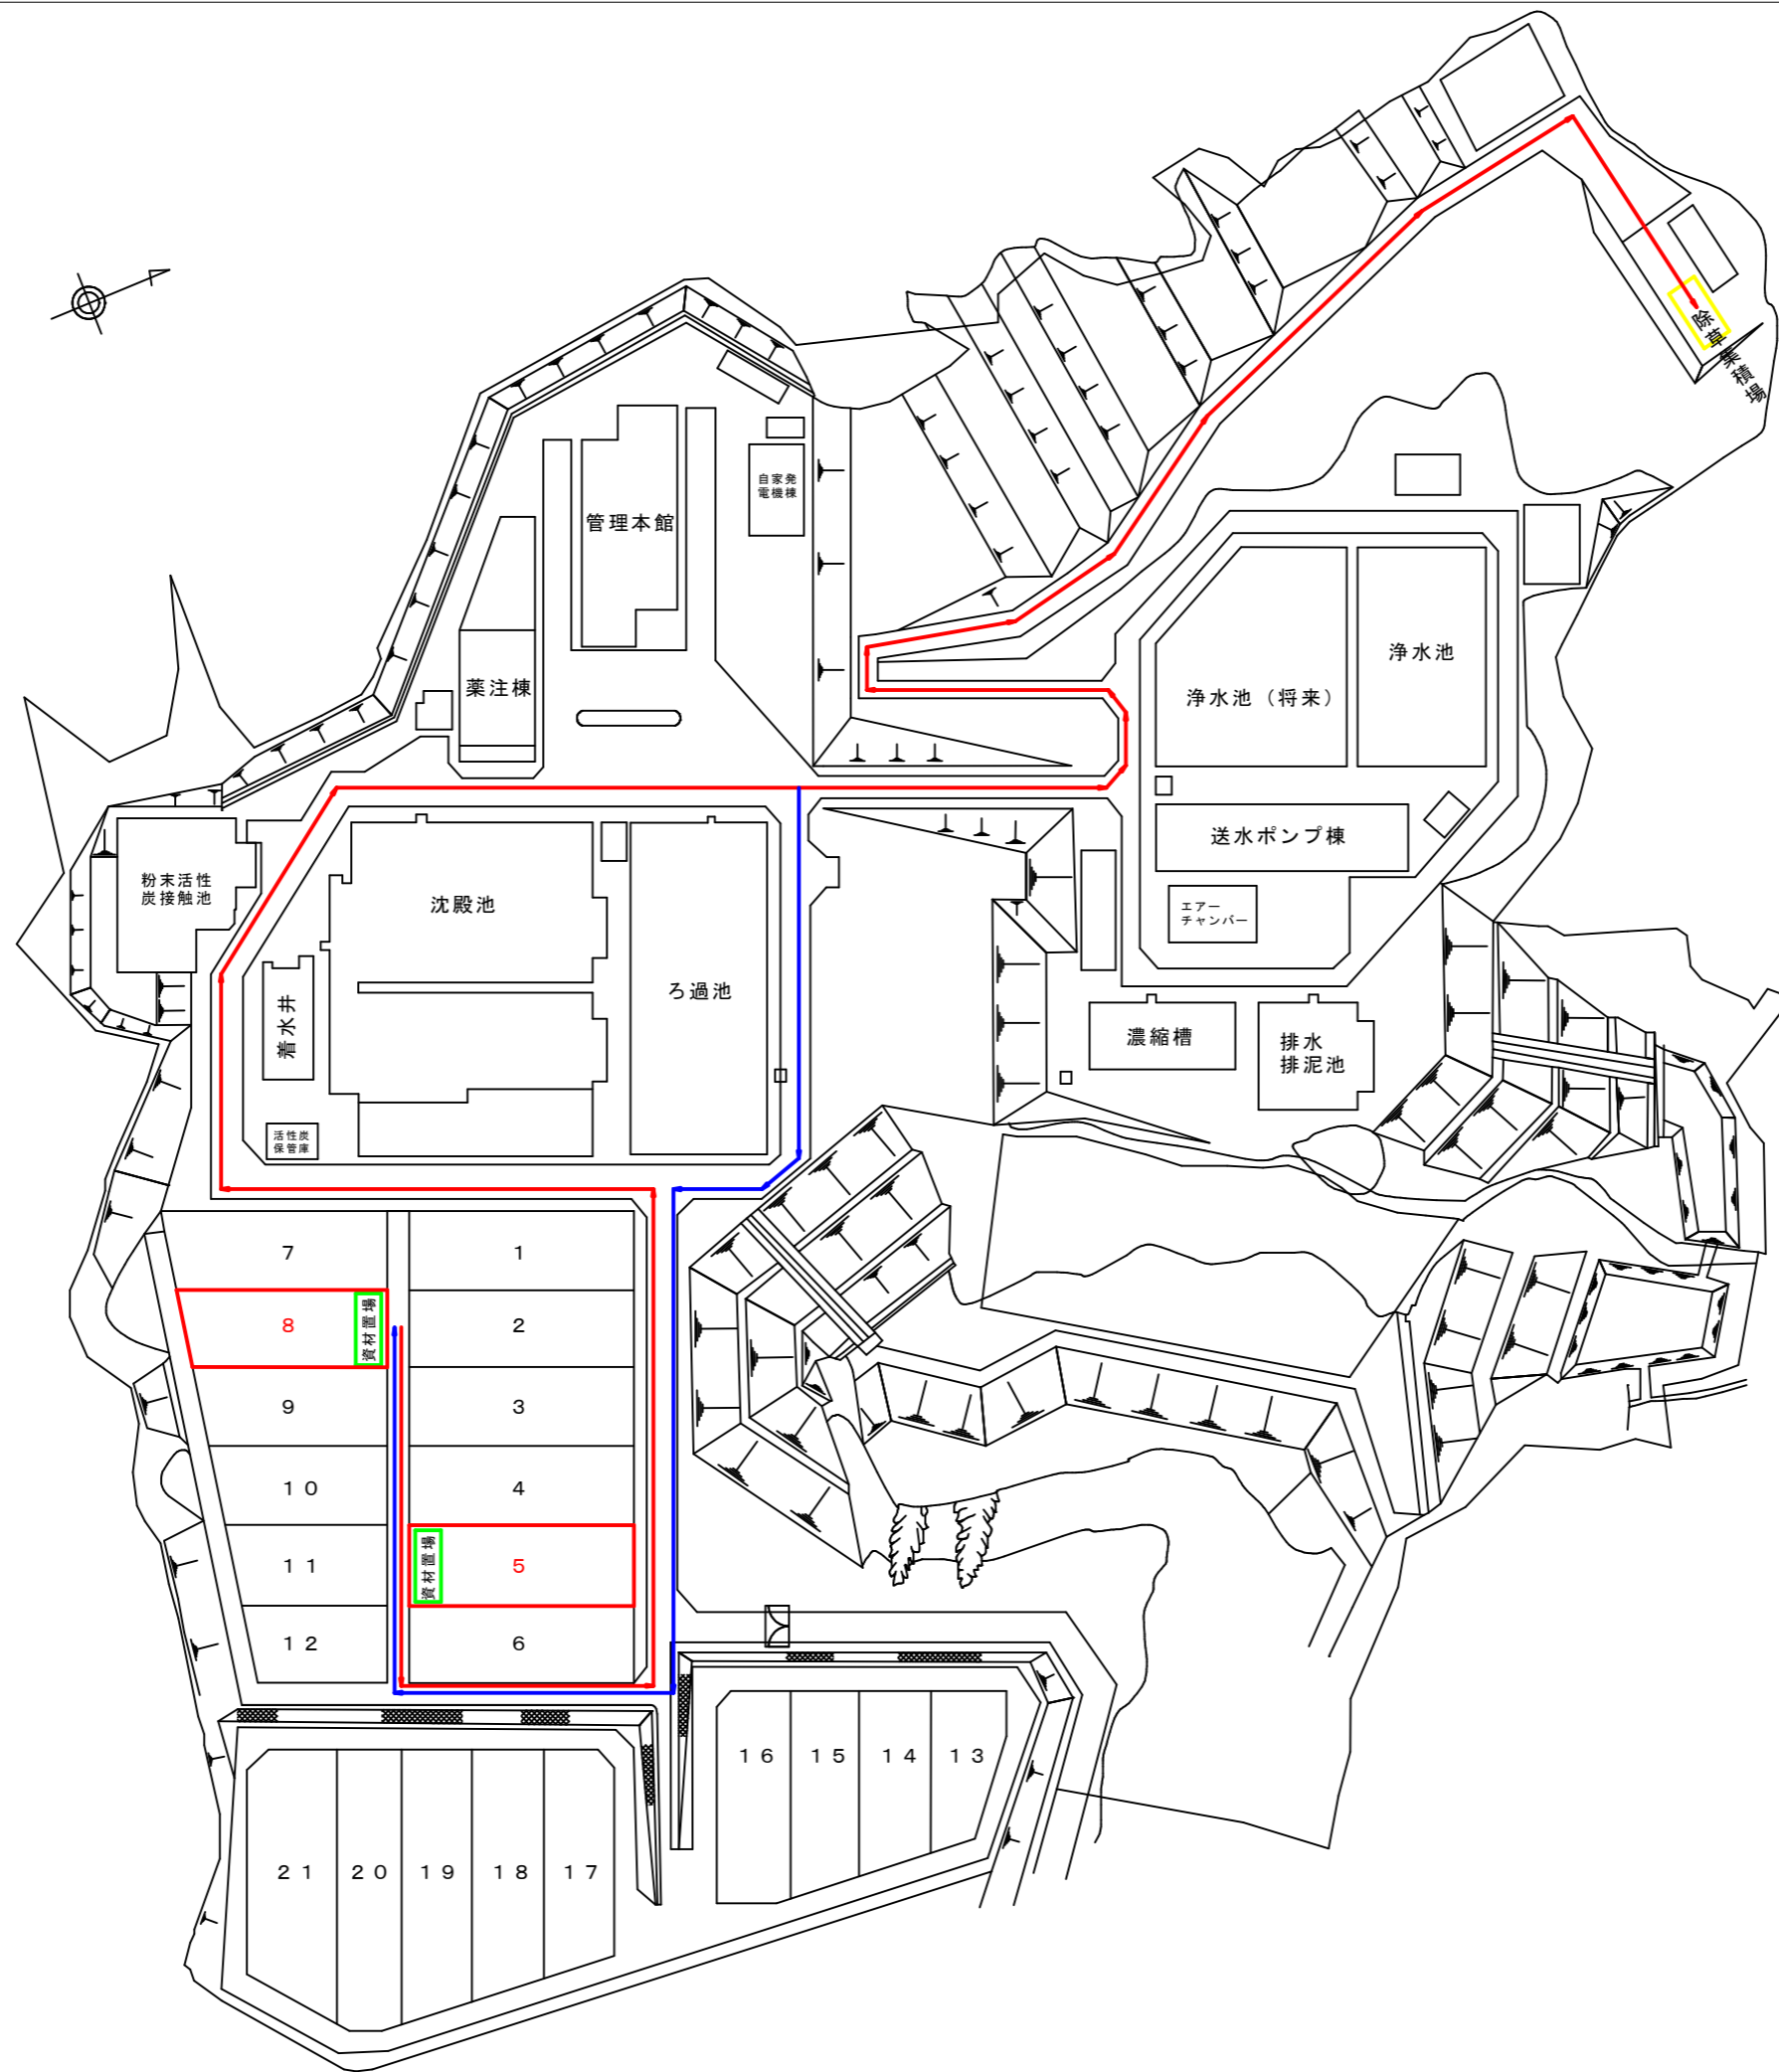 除草集積場
自家発
電機棟
管理本館
薬注棟
浄水池
浄水池（将来）
送水ポンプ棟
エアー
チャンバー
粉末活性
炭接触池
沈殿池
ろ過池
着水井
濃縮槽
排水
排泥池
活性炭
保管庫
7
1
8
資材置場
2
9
3
10
4
11
資材置場
5
12
6
16
15
14
13
21
20
19
18
17